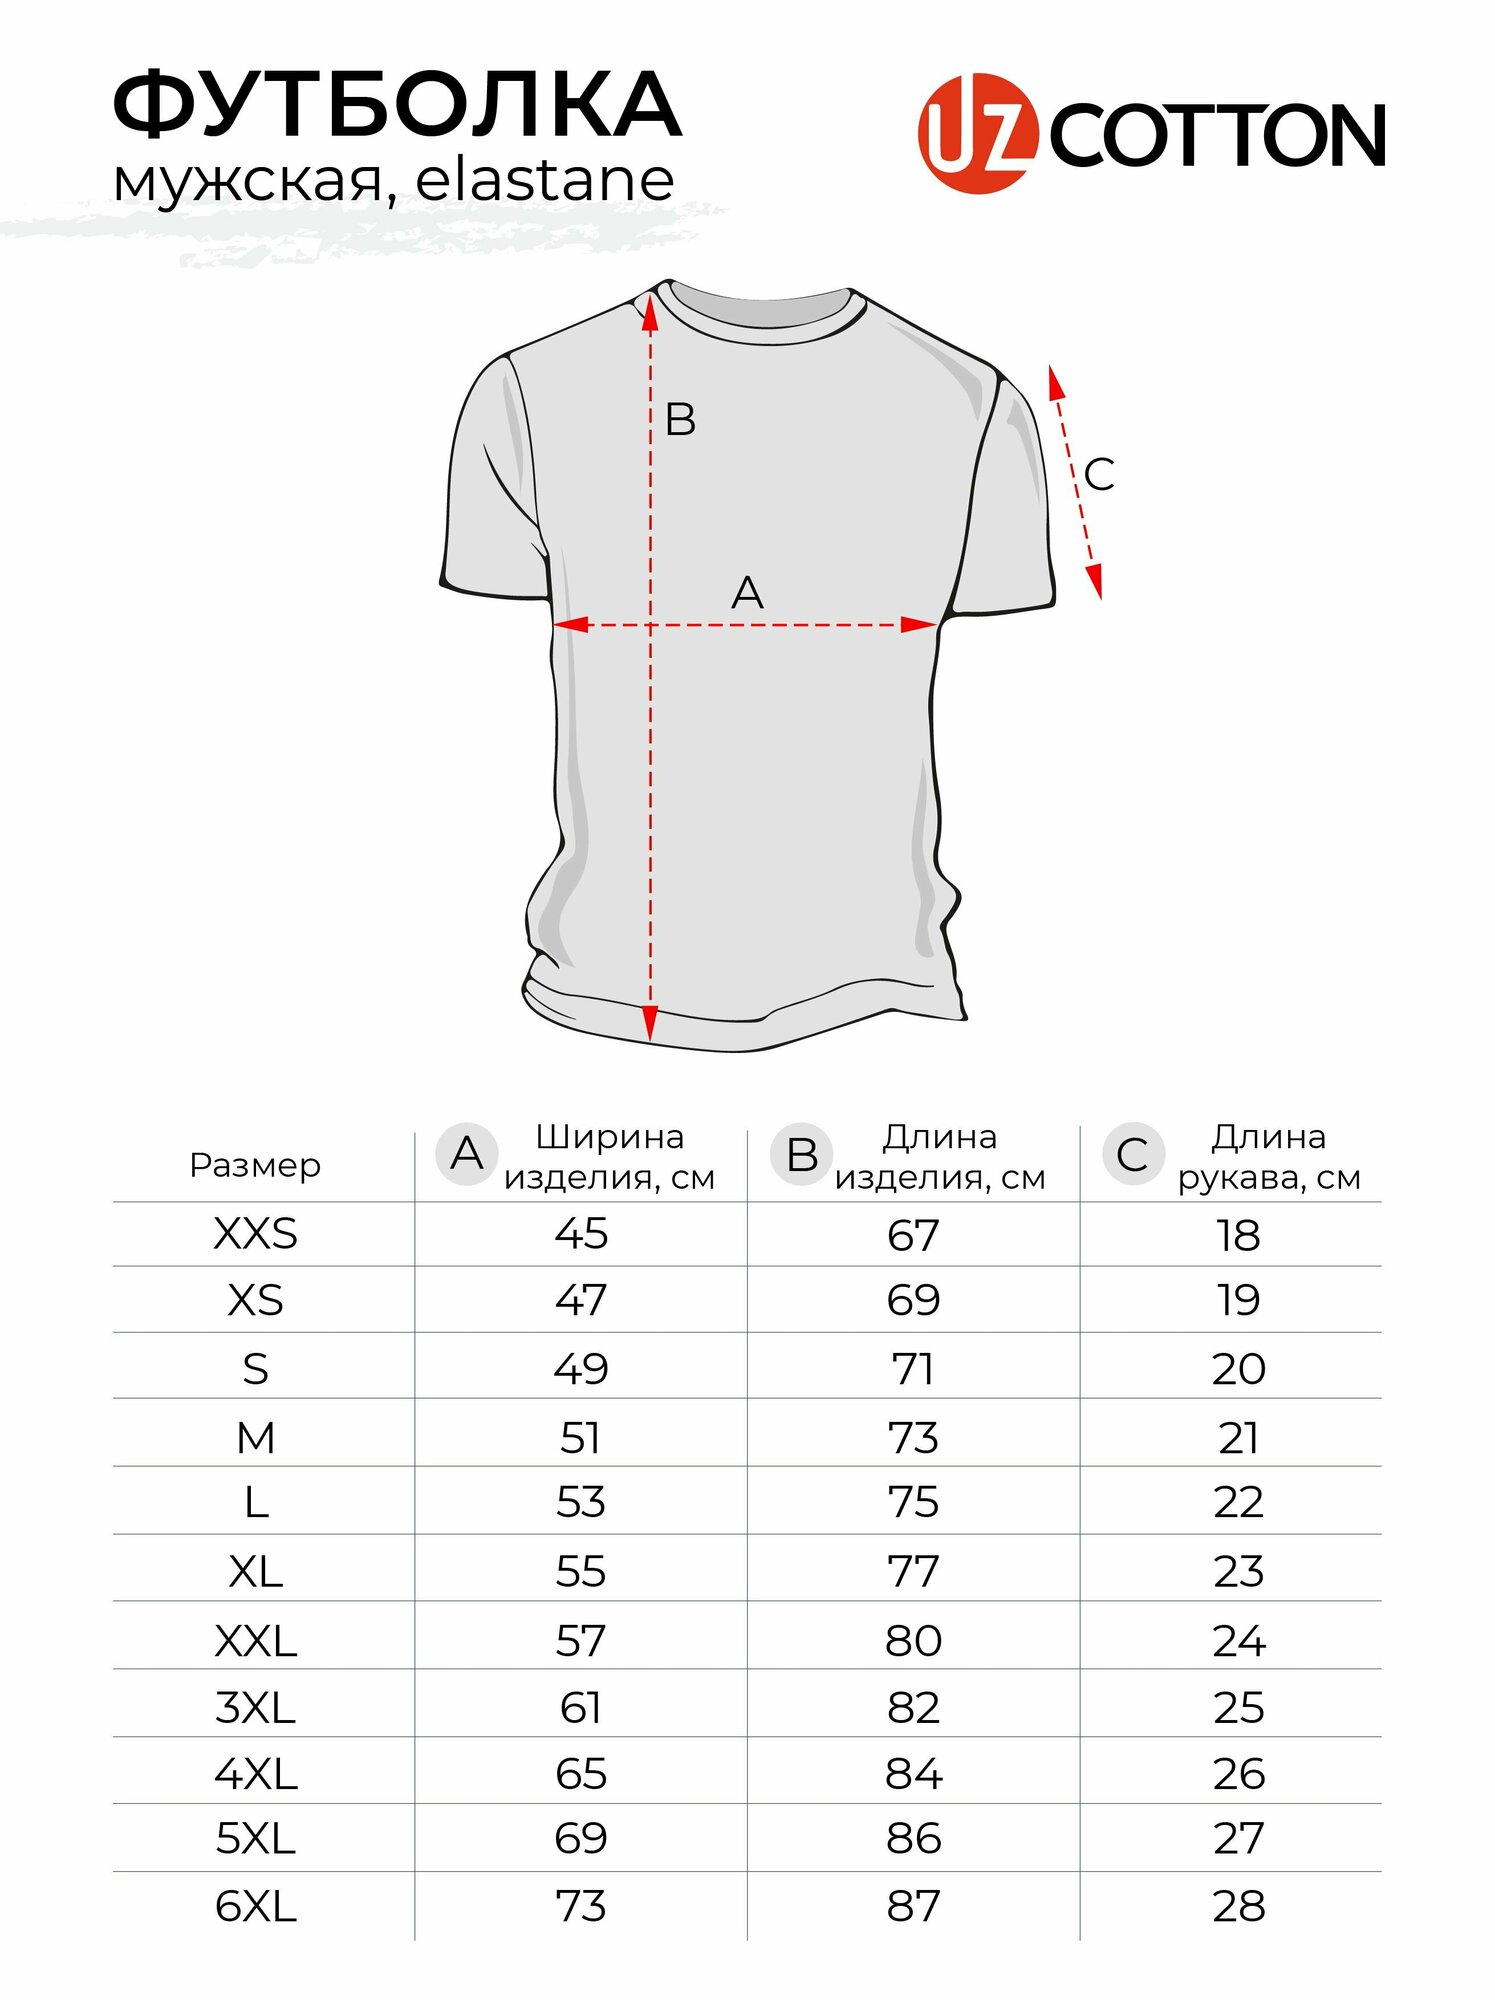 ФУТБОЛКА
мужская, elastane
UZ COTTON
B
C
A
Размер
A Ширина изделия, см
B Длина изделия, см
C Длина рукава, см
XXS 45 67 18
XS 47 69 19
S 49 71 20
M 51 73 21
L 53 75 22
XL 55 77 23
XXL 57 80 24
3XL 61 82 25
4XL 65 84 26
5XL 69 86 27
6XL 73 87 28